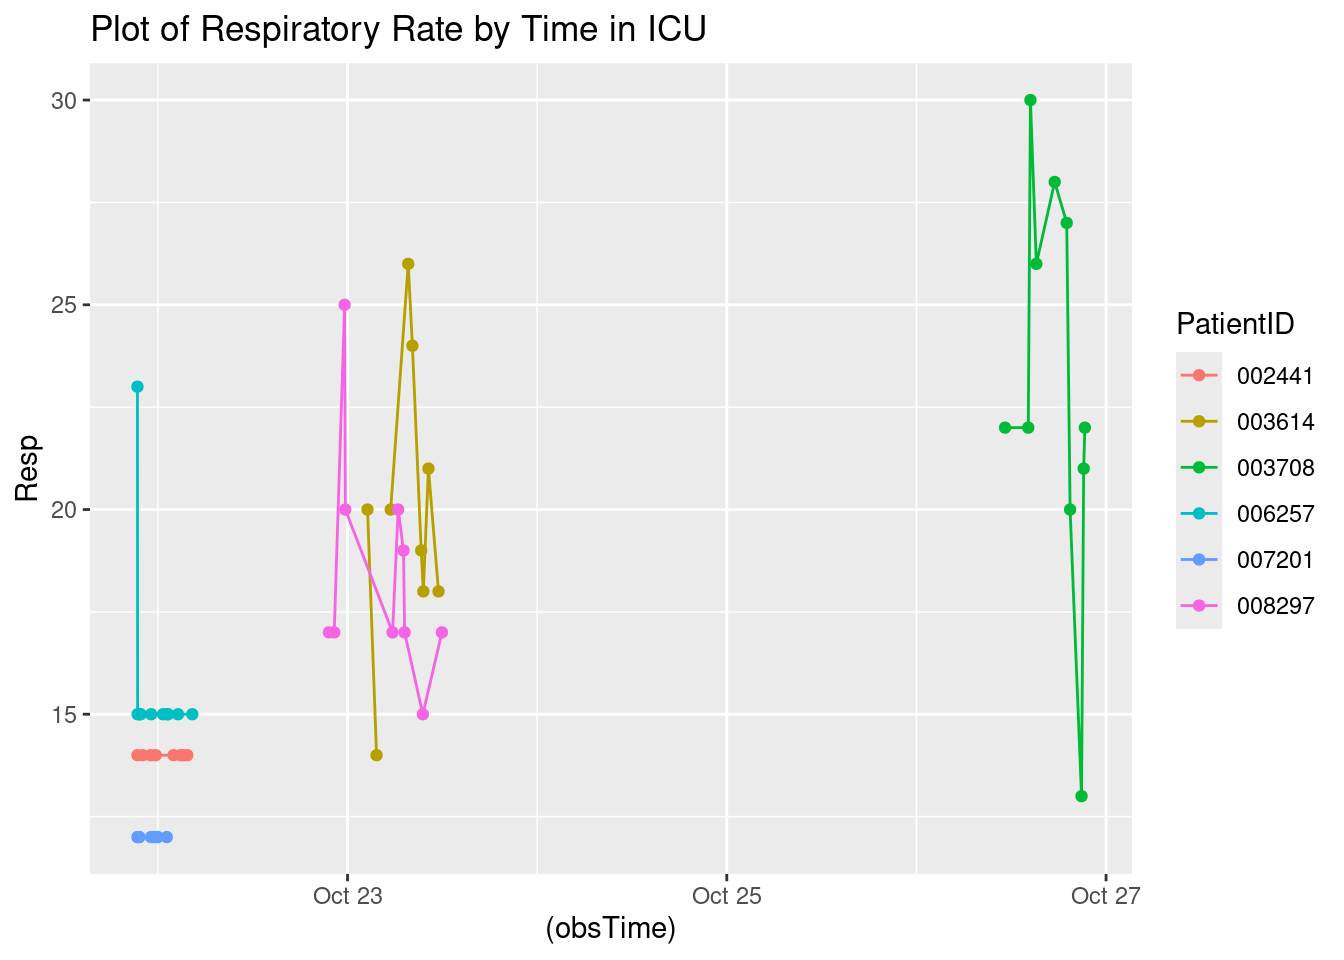 Plot of Respiratory Rate by Time in ICU
30
25
20
15
Resp
Oct 23
Oct 25
Oct 27
(obsTime)
PatientID
002441
003614
003708
006257
007201
008297